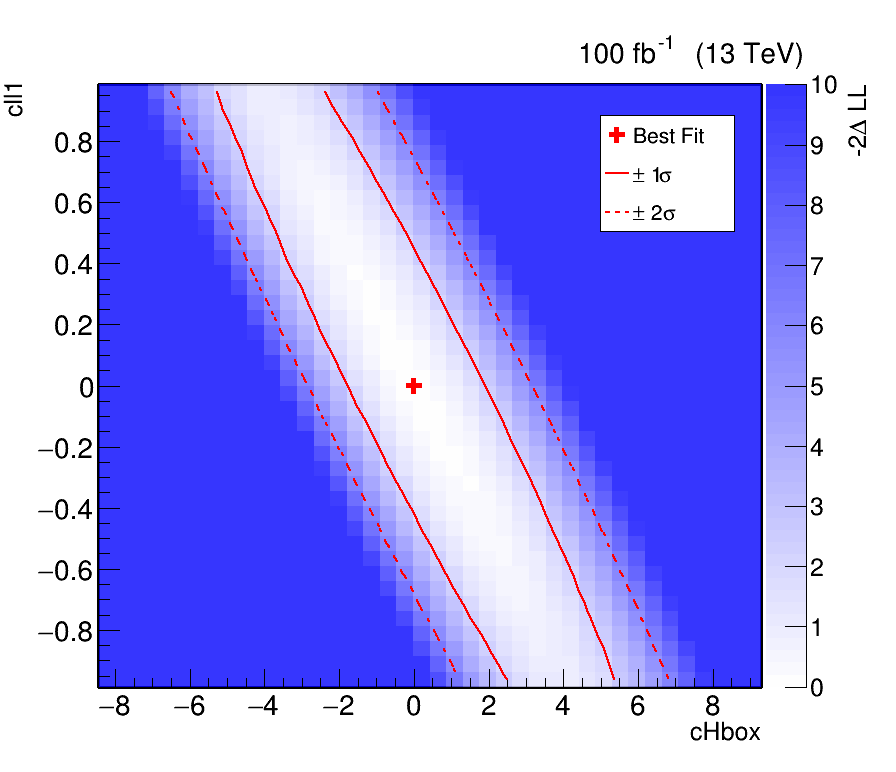 100 fb-1 (13 TeV)
cll1
-2Δ LL
Best Fit
± 1σ
± 2σ
0.8
0.6
0.4
0.2
0
−0.2
−0.4
−0.6
−0.8
−8 −6 −4 −2 0 2 4 6 8
cHbox
10
9
8
7
6
5
4
3
2
1
0